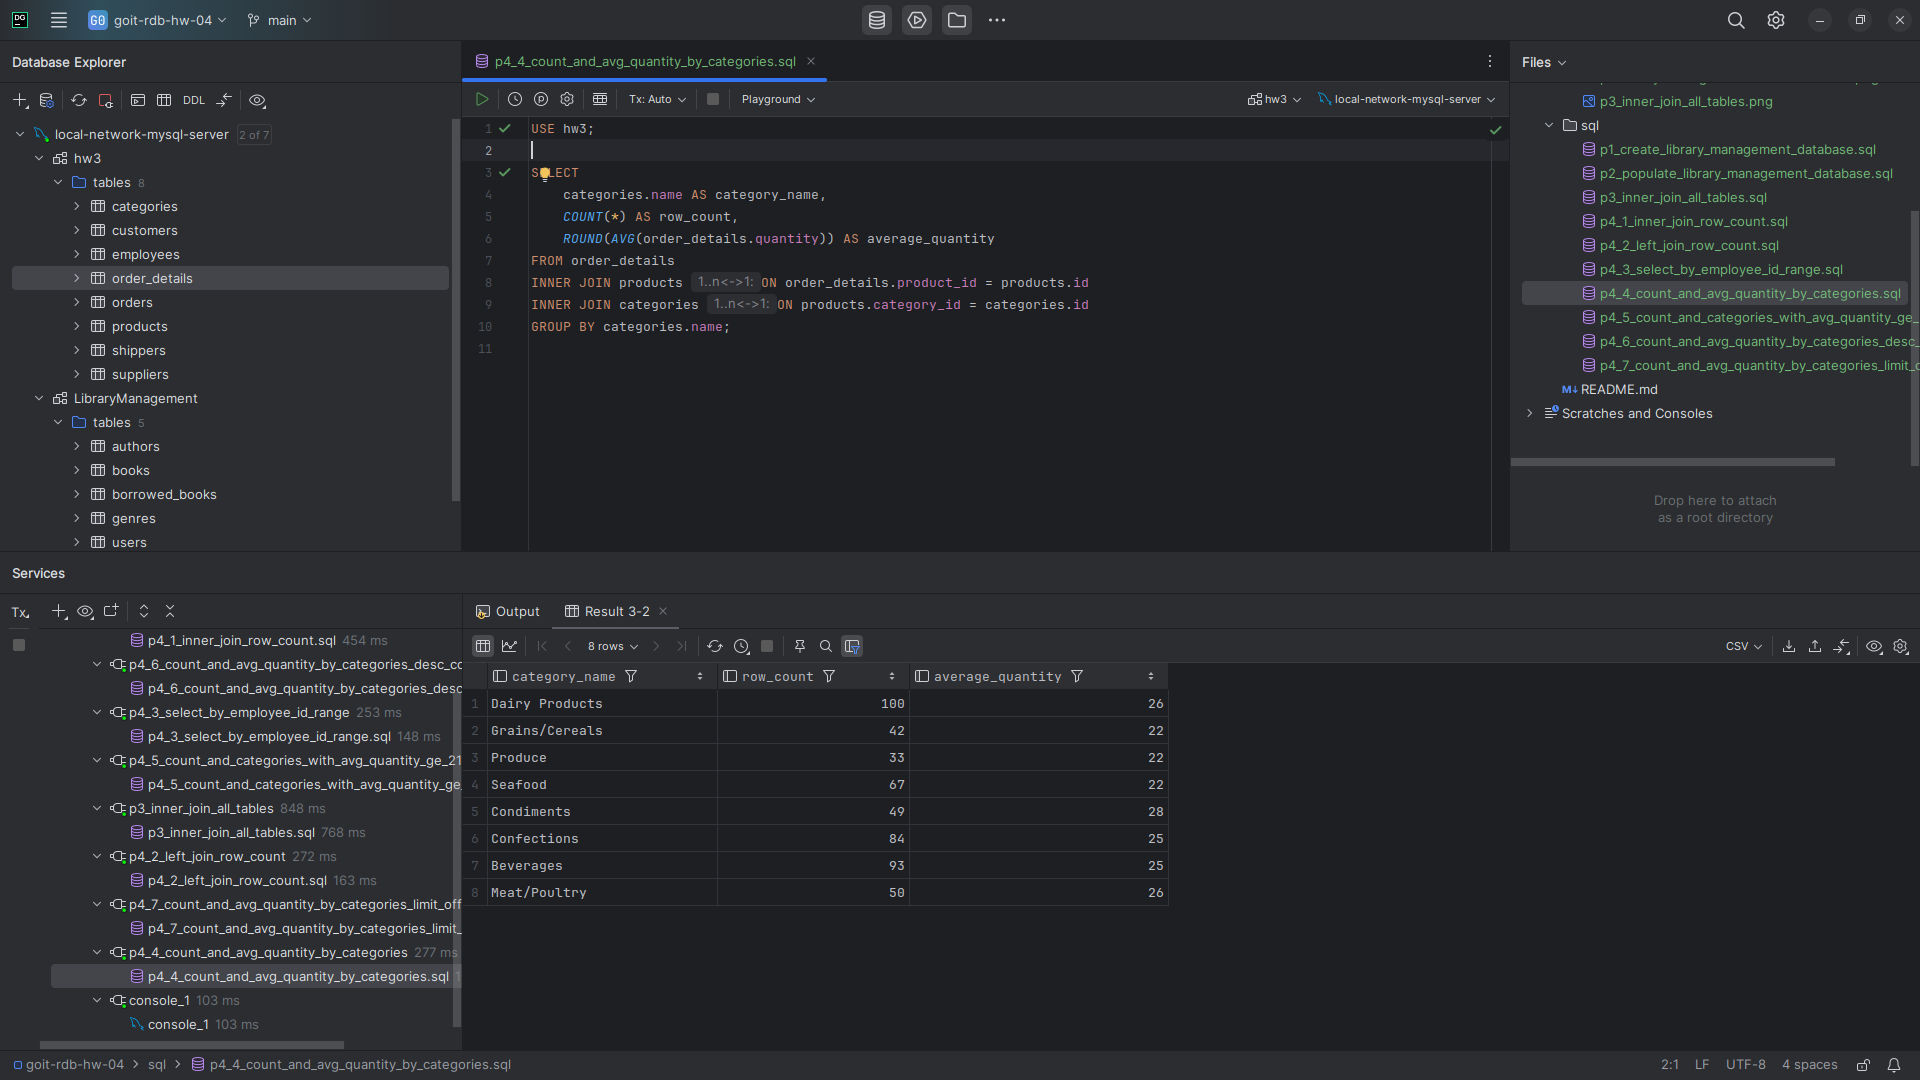 DG
GO goit-rdb-hw-04 main
Database Explorer
DDL
local-network-mysql-server 2 of 7
hw3
tables 8
categories
customers
employees
order_details
orders
products
shippers
suppliers
LibraryManagement
tables 5
authors
books
borrowed_books
genres
users
p4_4_count_and_avg_quantity_by_categories.sql
Tx: Auto Playground hw3 local-network-mysql-server
1 USE hw3;
2
3 SELECT
4 categories.name AS category_name,
5 COUNT(*) AS row_count,
6 ROUND(AVG(order_details.quantity)) AS average_quantity
7 FROM order_details
8 INNER JOIN products 1..n<->1: ON order_details.product_id = products.id
9 INNER JOIN categories 1..n<->1: ON products.category_id = categories.id
10 GROUP BY categories.name;
11
Files
p3_inner_join_all_tables.png
sql
p1_create_library_management_database.sql
p2_populate_library_management_database.sql
p3_inner_join_all_tables.sql
p4_1_inner_join_row_count.sql
p4_2_left_join_row_count.sql
p4_3_select_by_employee_id_range.sql
p4_4_count_and_avg_quantity_by_categories.sql
p4_5_count_and_categories_with_avg_quantity_ge_
p4_6_count_and_avg_quantity_by_categories_desc_
p4_7_count_and_avg_quantity_by_categories_limit_
M↓ README.md
Scratches and Consoles
Drop here to attach
as a root directory
Services
Tx
p4_1_inner_join_row_count.sql 454 ms
p4_6_count_and_avg_quantity_by_categories_desc_co
p4_6_count_and_avg_quantity_by_categories_desc
p4_3_select_by_employee_id_range 253 ms
p4_3_select_by_employee_id_range.sql 148 ms
p4_5_count_and_categories_with_avg_quantity_ge_21
p4_5_count_and_categories_with_avg_quantity_ge_
p3_inner_join_all_tables 848 ms
p3_inner_join_all_tables.sql 768 ms
p4_2_left_join_row_count 272 ms
p4_2_left_join_row_count.sql 163 ms
p4_7_count_and_avg_quantity_by_categories_limit_off
p4_7_count_and_avg_quantity_by_categories_limit_
p4_4_count_and_avg_quantity_by_categories 277 ms
p4_4_count_and_avg_quantity_by_categories.sql 1
console_1 103 ms
console_1 103 ms
Output Result 3-2
8 rows CSV
category_name row_count average_quantity
1 Dairy Products 100 26
2 Grains/Cereals 42 22
3 Produce 33 22
4 Seafood 67 22
5 Condiments 49 28
6 Confections 84 25
7 Beverages 93 25
8 Meat/Poultry 50 26
goit-rdb-hw-04 > sql > p4_4_count_and_avg_quantity_by_categories.sql 2:1 LF UTF-8 4 spaces